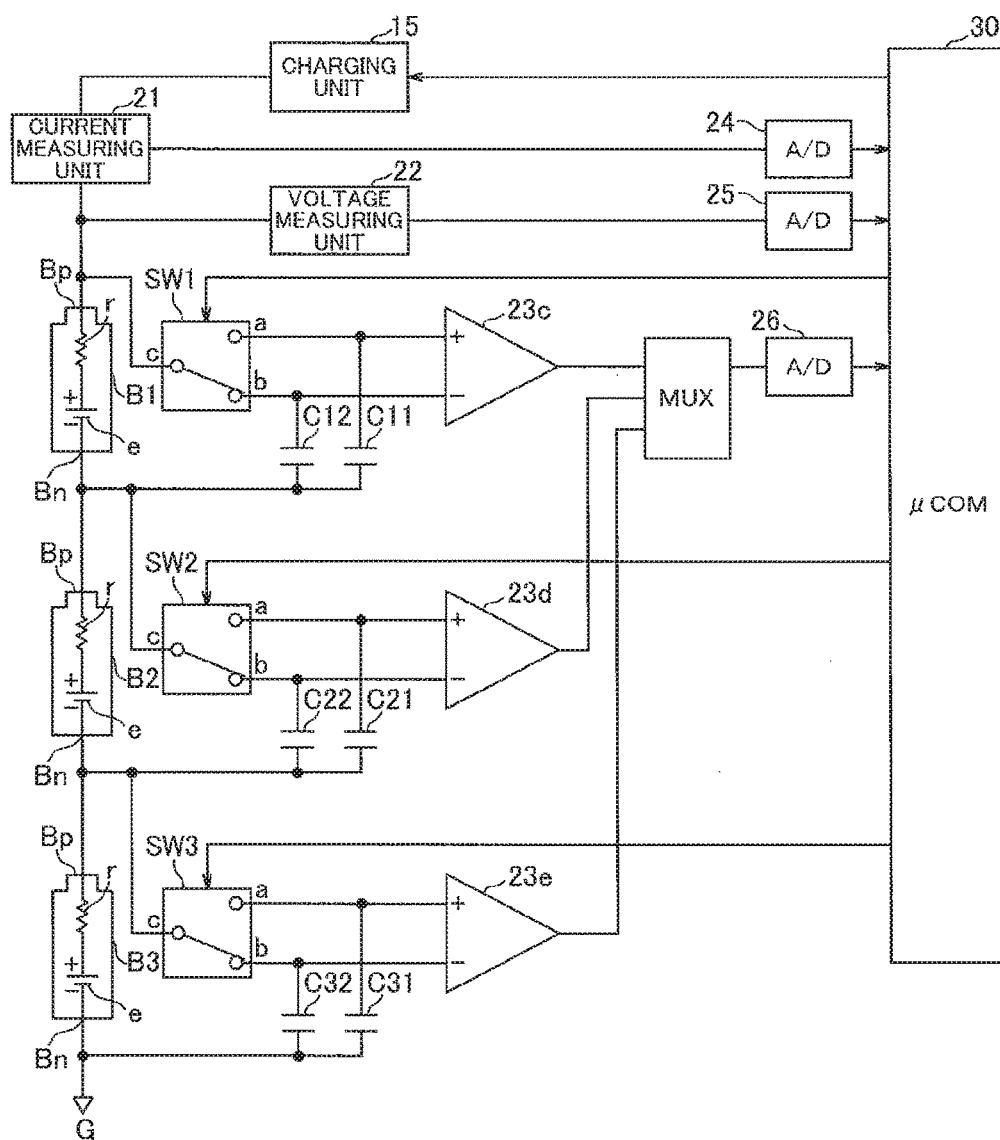 15
30
CHARGING
UNIT
21
CURRENT
MEASURING
UNIT
24
A/D
22
VOLTAGE
MEASURING
UNIT
25
A/D
Bp
r
SW1
a
c
b
23c
+
−
26
A/D
MUX
B1
+
−
e
C12
C11
Bn
μCOM
Bp
r
SW2
a
c
b
23d
+
−
B2
+
−
e
C22
C21
Bn
Bp
r
SW3
a
c
b
23e
+
−
B3
+
−
e
C32
C31
Bn
G